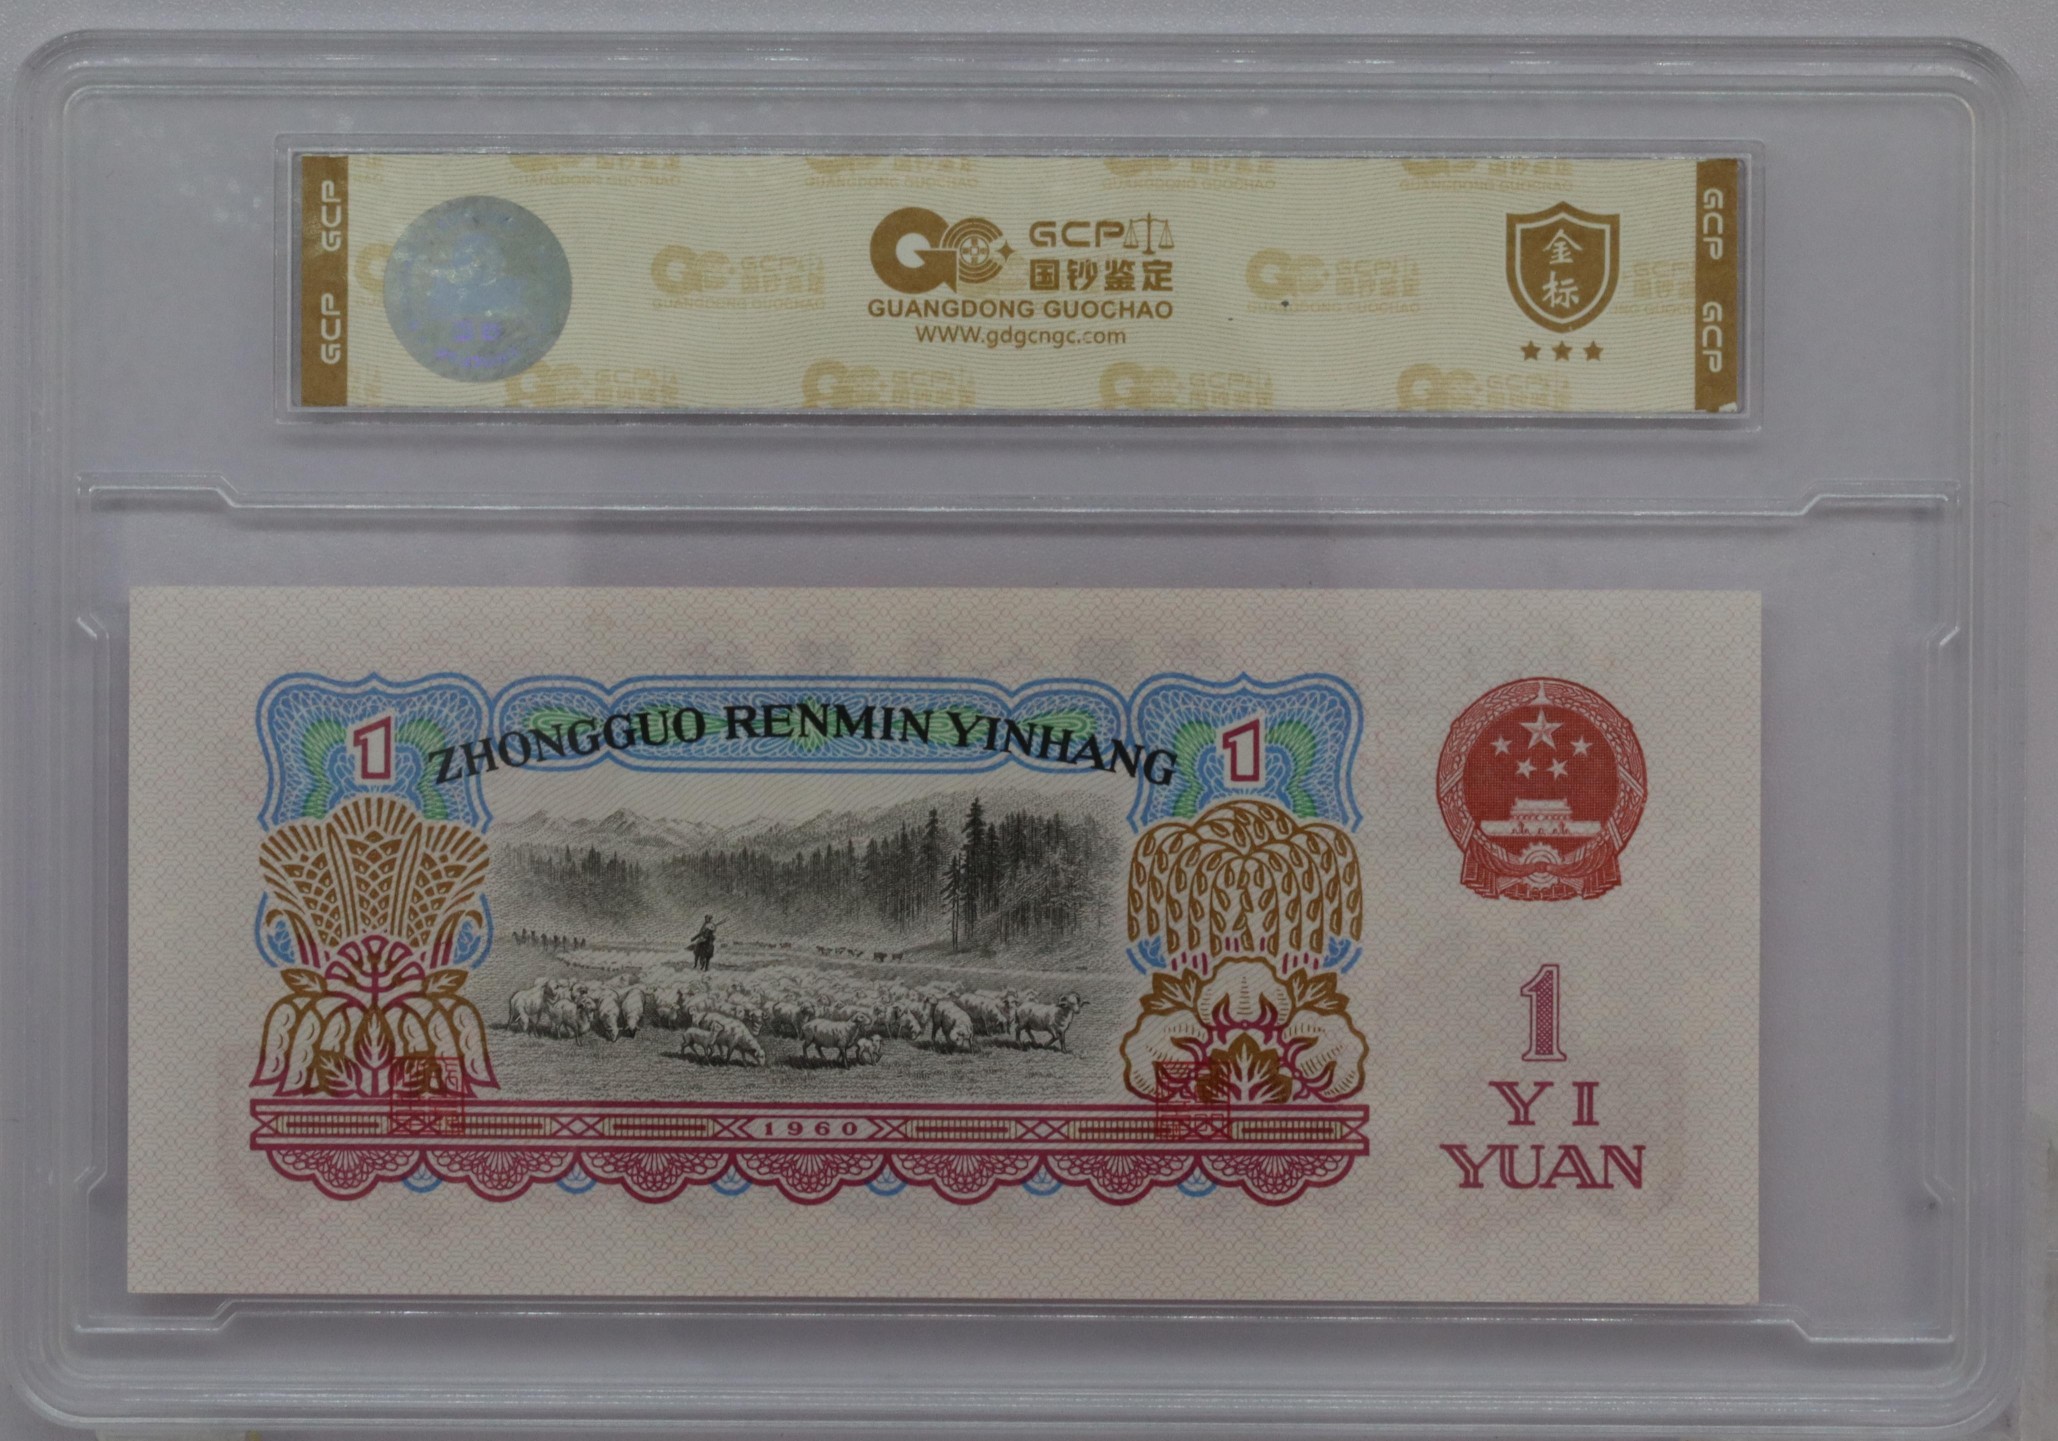 GCP
GCP
GCP
国钞鉴定
GUANGDONG GUOCHAO
WWW.gdgcngc.com
金
标
GCP
GCP
1
ZHONGGUO RENMIN YINHANG
1
1960
1
YI
YUAN